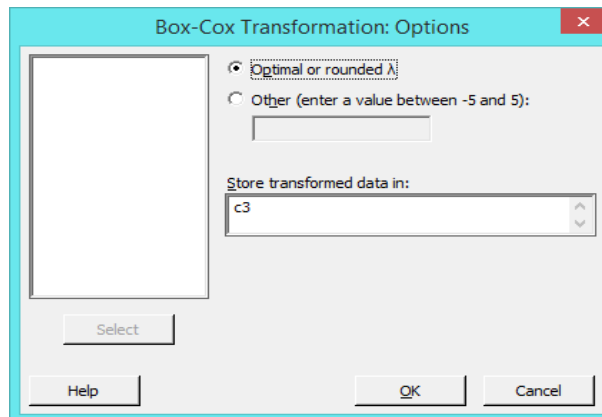 Box-Cox Transformation: Options
Optimal or rounded λ
Other (enter a value between -5 and 5):
Store transformed data in:
c3
Select
Help
OK
Cancel